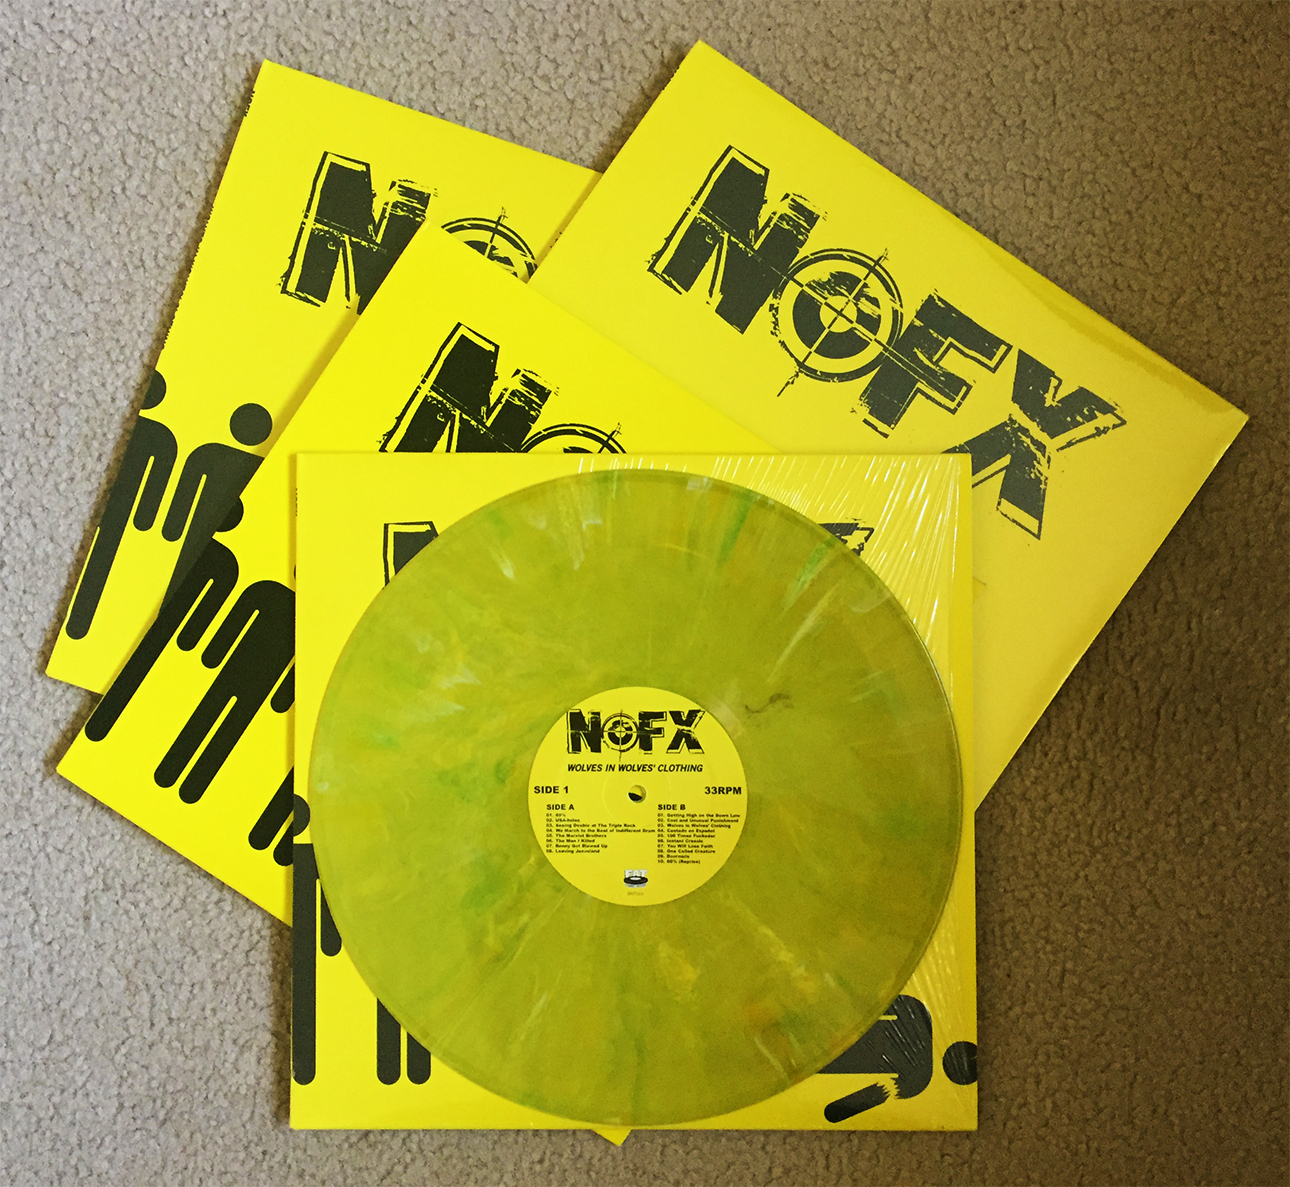 NOFX
NOFX
NOFX
WOLVES IN WOLVES' CLOTHING
SIDE 1
33RPM
SIDE A
01. 60%
02. USA-holes
03. Seeing Double at The Triple Rock
04. We March to the Beat of Indifferent Drum
05. The Marxist Brothers
06. The Man I Killed
07. Benny Got Blowed Up
08. Leaving Jesusland
SIDE B
01. Getting High on the Down Low
02. Cool and Unusual Punishment
03. Wolves in Wolves' Clothing
04. Cantado en Español
05. 100 Times Fuckeder
06. Instant Crassic
07. You Will Lose Faith
08. One Celled Creature
09. Doornails
10. 60% (Reprise)
FAT